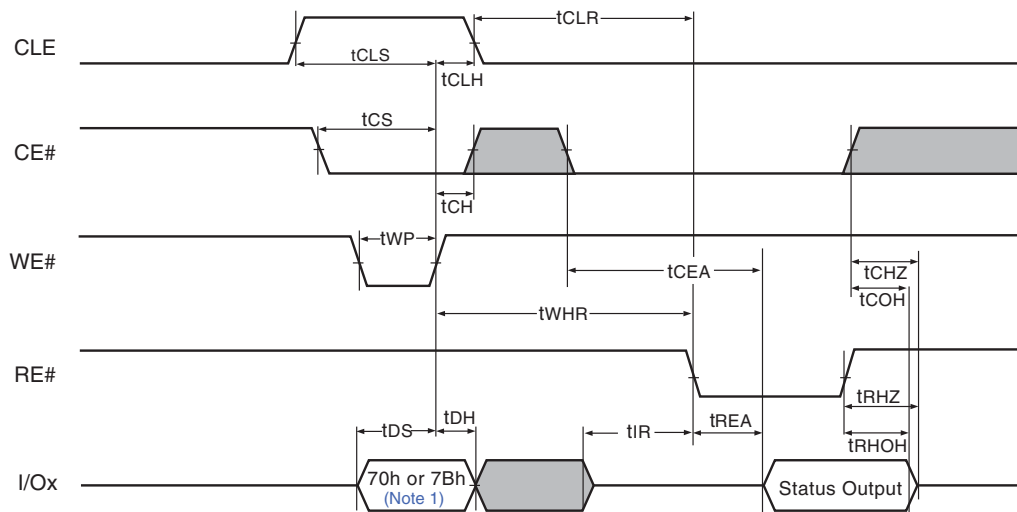 tCLR
CLE
tCLS
tCLH
tCS
CE#
tCH
tWP
WE#
tCEA
tCHZ
tCOH
tWHR
RE#
tRHZ
tDS
tDH
tIR
tREA
tRHOH
I/Ox
70h or 7Bh
(Note 1)
Status Output